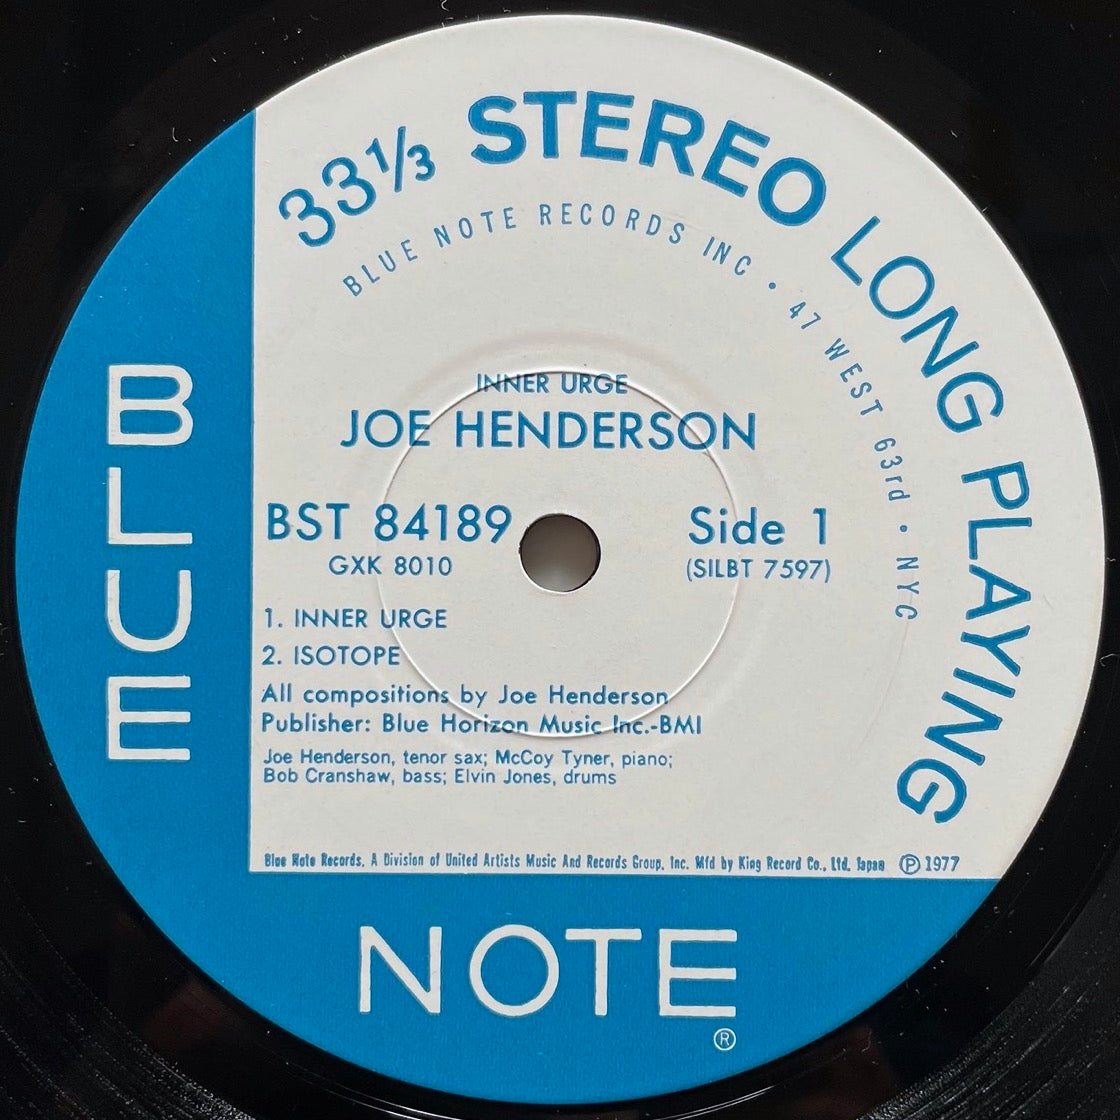 33⅓ STEREO LONG PLAYING
BLUE NOTE RECORDS INC • 47 WEST 63rd • NYC
INNER URGE
JOE HENDERSON
BST 84189 Side 1
GXK 8010 (SILBT 7597)
1. INNER URGE
2. ISOTOPE
All compositions by Joe Henderson
Publisher: Blue Horizon Music Inc.-BMI
Joe Henderson, tenor sax; McCoy Tyner, piano;
Bob Cranshaw, bass; Elvin Jones, drums
Blue Note Records, A Division of United Artists Music And Records Group, Inc. Mfd by King Record Co., Ltd. Japan ℗ 1977
BLUE
NOTE
®